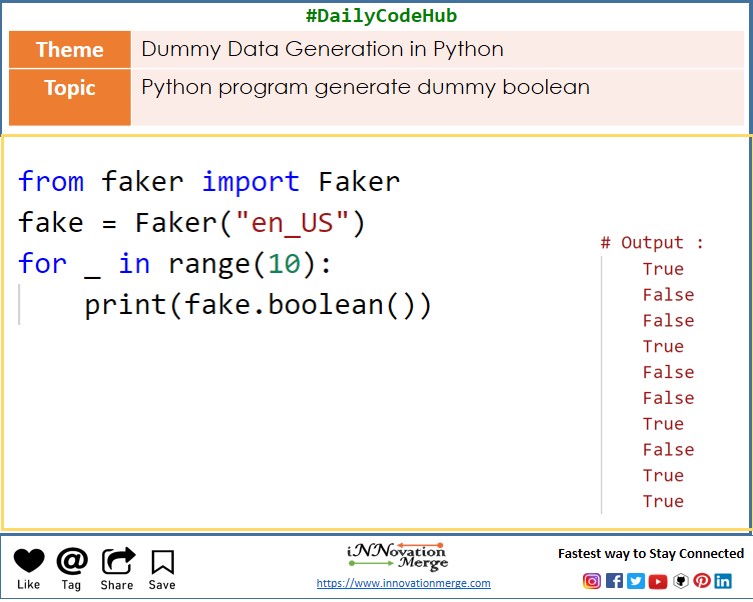 #DailyCodeHub
Theme
Dummy Data Generation in Python
Topic
Python program generate dummy boolean
from faker import Faker
fake = Faker("en_US")
for _ in range(10):
    print(fake.boolean())
# Output :
True
False
False
True
False
False
True
False
True
True
Like
Tag
Share
Save
iNNovation
Merge
https://www.innovationmerge.com
Fastest way to Stay Connected